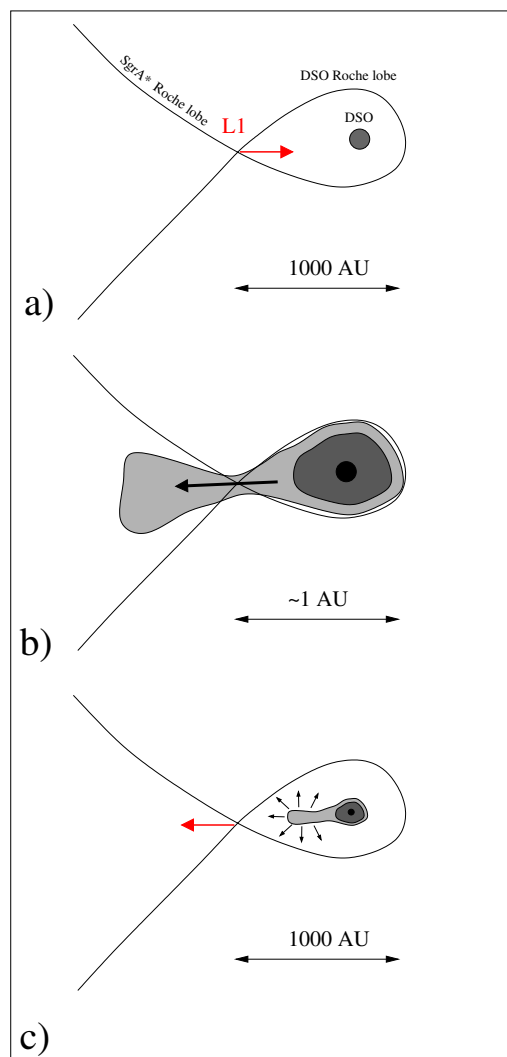 SgrA* Roche lobe
DSO Roche lobe
DSO
L1
1000 AU
a)
~1 AU
b)
1000 AU
c)